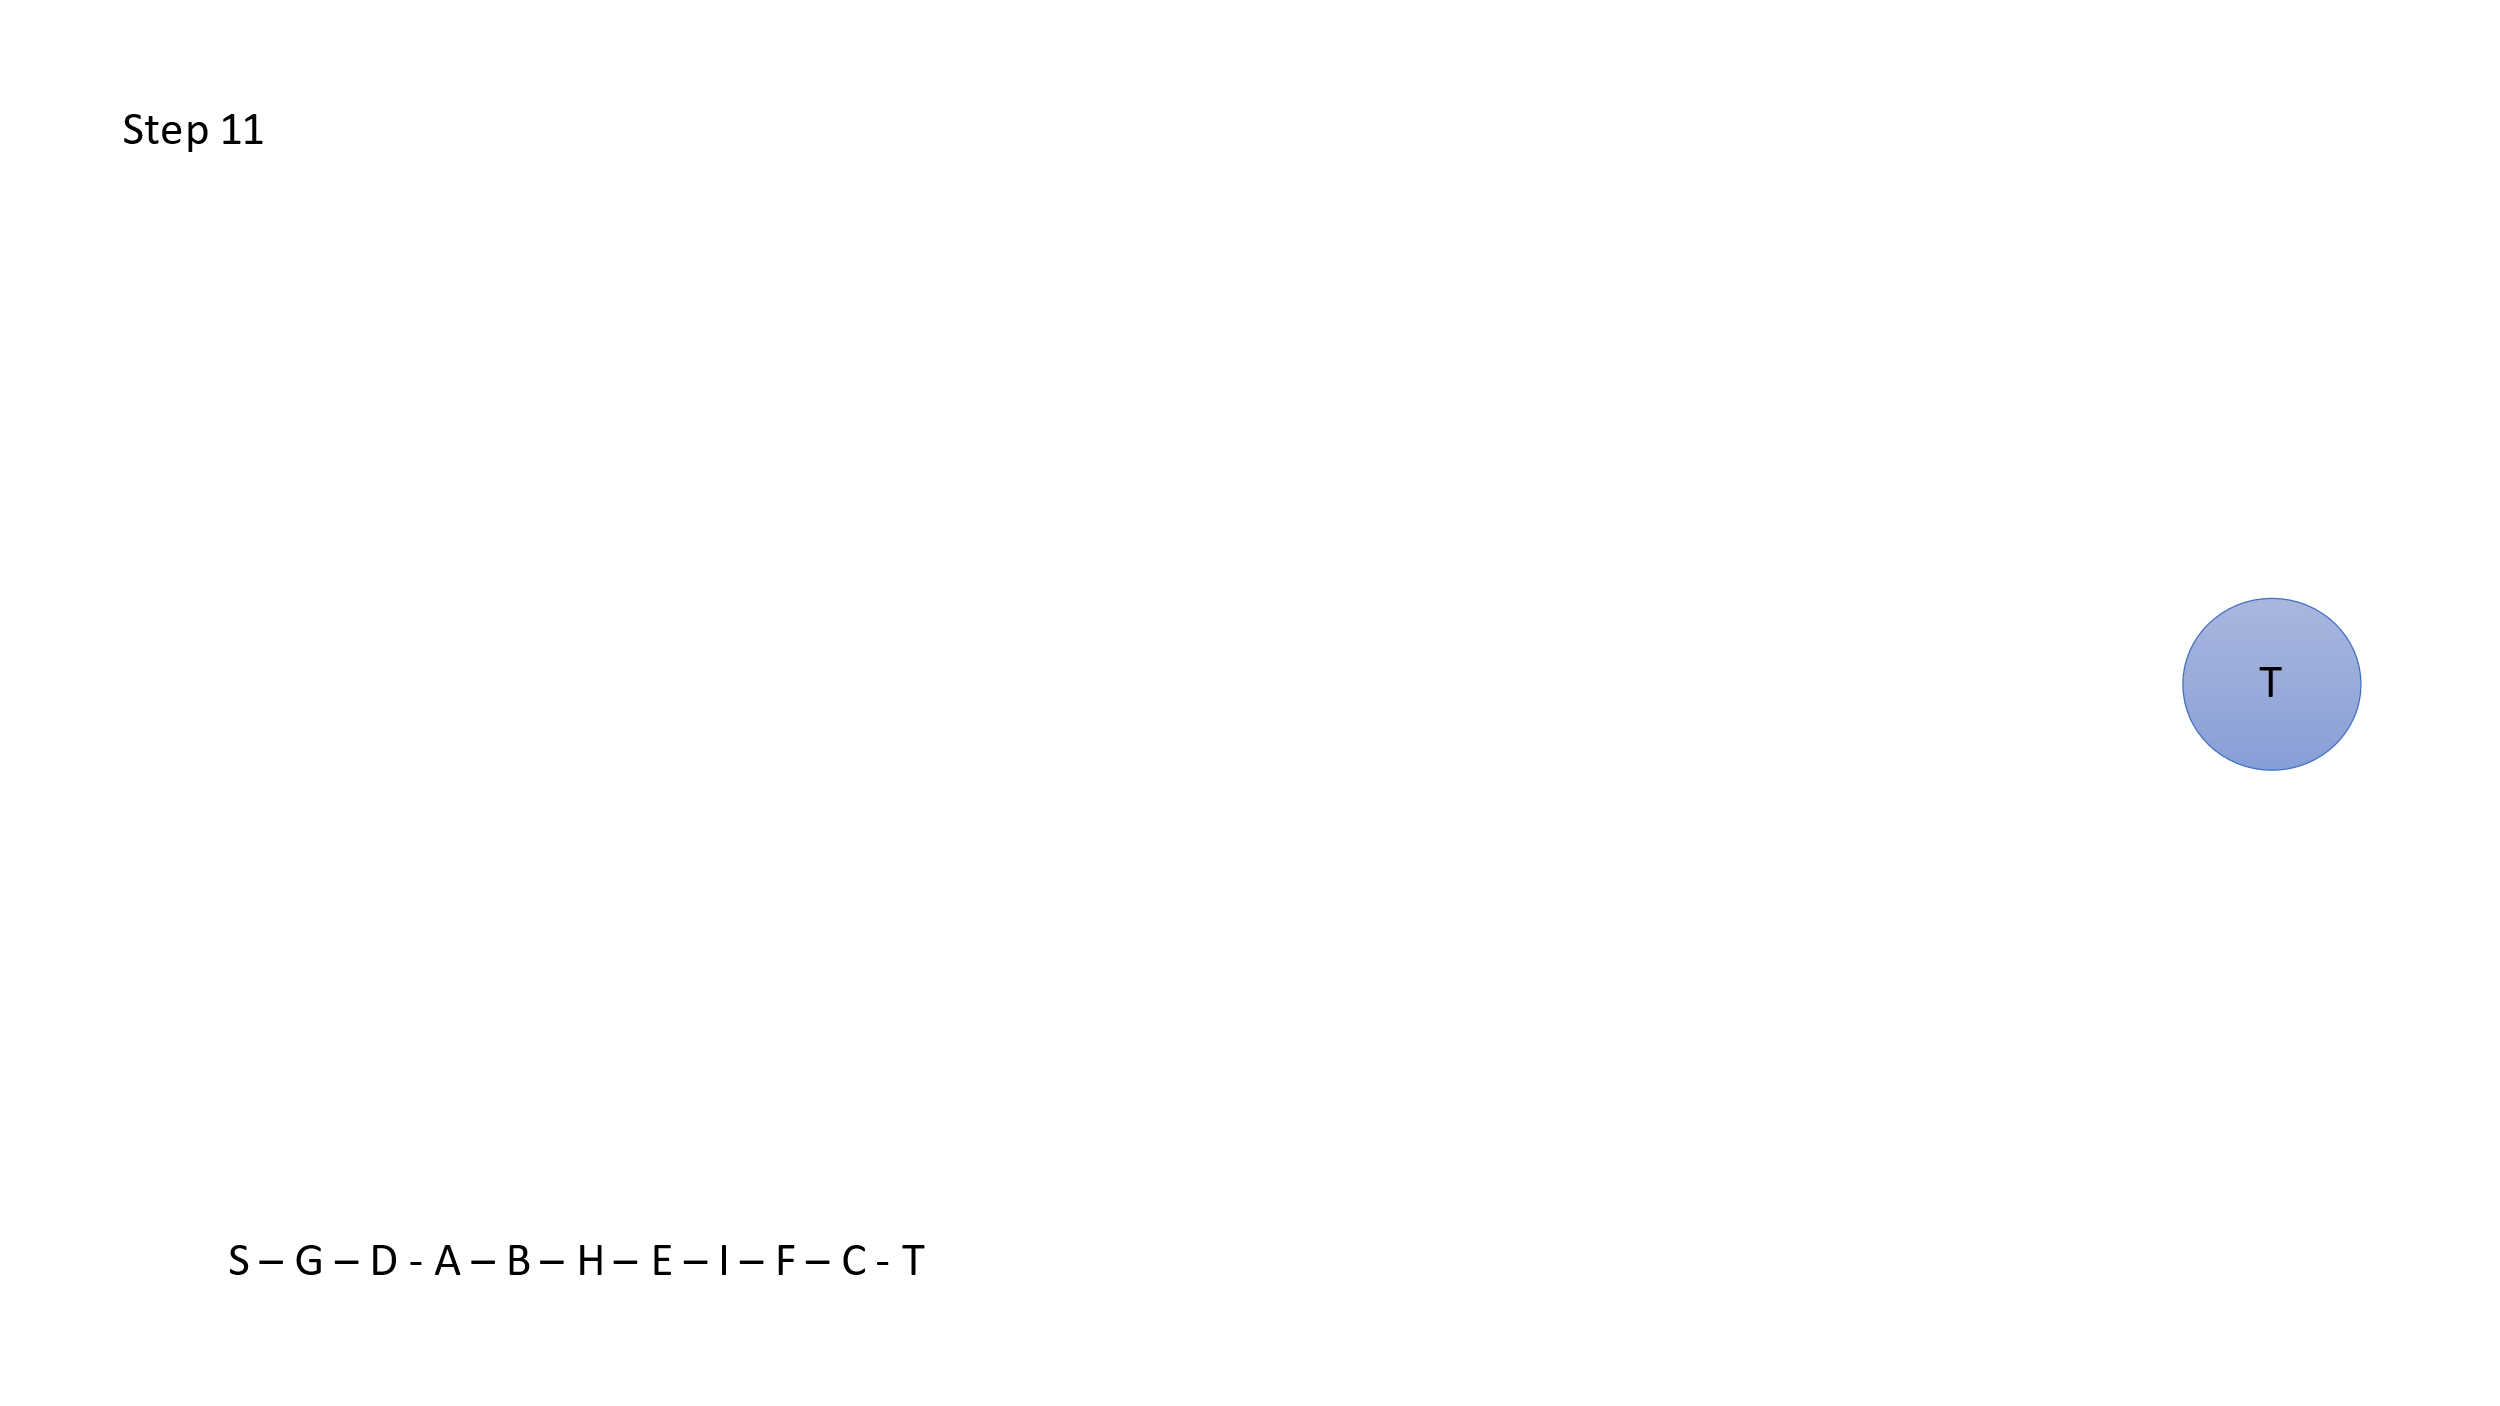 Step 11
T
S – G – D - A – B – H – E – I – F – C - T